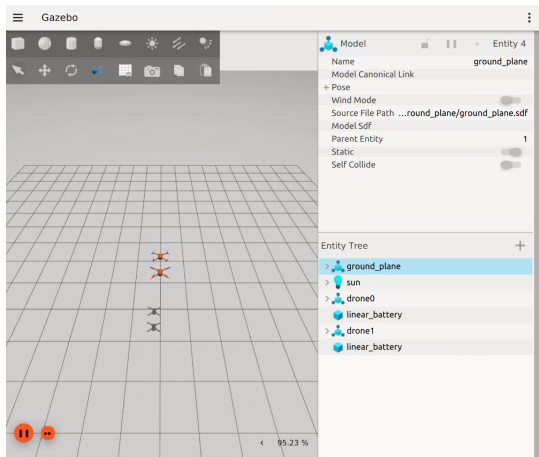 Gazebo
Model Entity 4
Name ground_plane
Model Canonical Link
+ Pose
Wind Mode
Source File Path ...round_plane/ground_plane.sdf
Model Sdf
Parent Entity 1
Static
Self Collide
Entity Tree +
ground_plane
sun
drone0
linear_battery
drone1
linear_battery
95.23 %